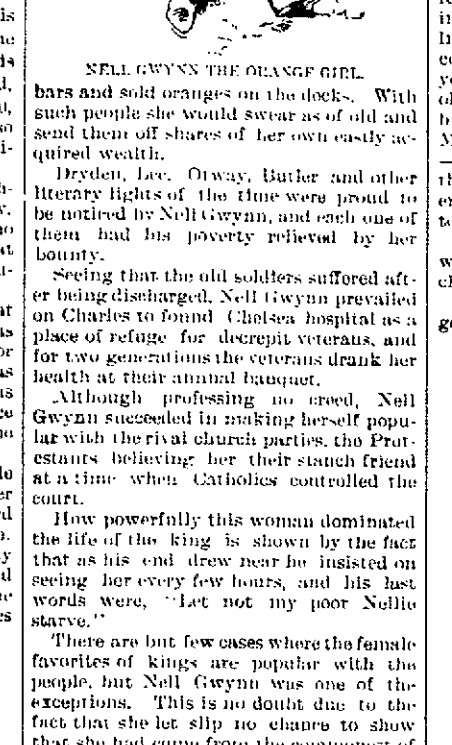 NELL GWYNN THE ORANGE GIRL.
bars and sold oranges on the docks. With
such people she would swear as of old and
send them off shares of her own easily ac-
quired wealth.
Dryden, Lee, Otway, Butler and other
literary lights of the time were proud to
be noticed by Nell Gwynn, and each one of
them had his poverty relieved by her
bounty.
Seeing that the old soldiers suffered aft-
er being discharged, Nell Gwynn prevailed
on Charles to found Chelsea hospital as a
place of refuge for decrepit veterans, and
for two generations the veterans drank her
health at their annual banquet.
Although professing no creed, Nell
Gwynn succeeded in making herself popu-
lar with the rival church parties, the Prot-
estants believing her their stanch friend
at a time when Catholics controlled the
court.
How powerfully this woman dominated
the life of the king is shown by the fact
that as his end drew near he insisted on
seeing her every few hours, and his last
words were, "Let not my poor Nellie
starve."
There are but few cases where the female
favorites of kings are popular with the
people, but Nell Gwynn was one of the
exceptions. This is no doubt due to the
fact that she let slip no chance to show
that she had come from the